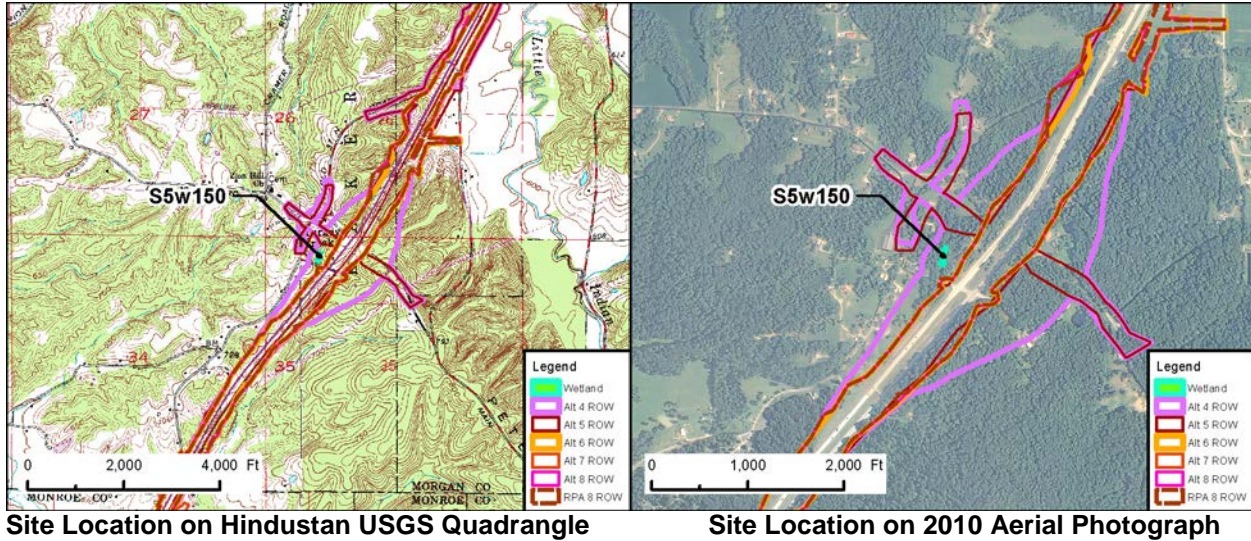 27
26
Little
S5w150
34
35
Indian
PETE
Legend
Wetland
Alt 4 ROW
Alt 5 ROW
Alt 6 ROW
Alt 7 ROW
Alt 8 ROW
RPA 8 ROW
0 2,000 4,000 Ft
MORGAN CO
MONROE CO
MONROE CO
S5w150
Legend
Wetland
Alt 4 ROW
Alt 5 ROW
Alt 6 ROW
Alt 7 ROW
Alt 8 ROW
RPA 8 ROW
0 1,000 2,000 Ft
Site Location on Hindustan USGS Quadrangle
Site Location on 2010 Aerial Photograph